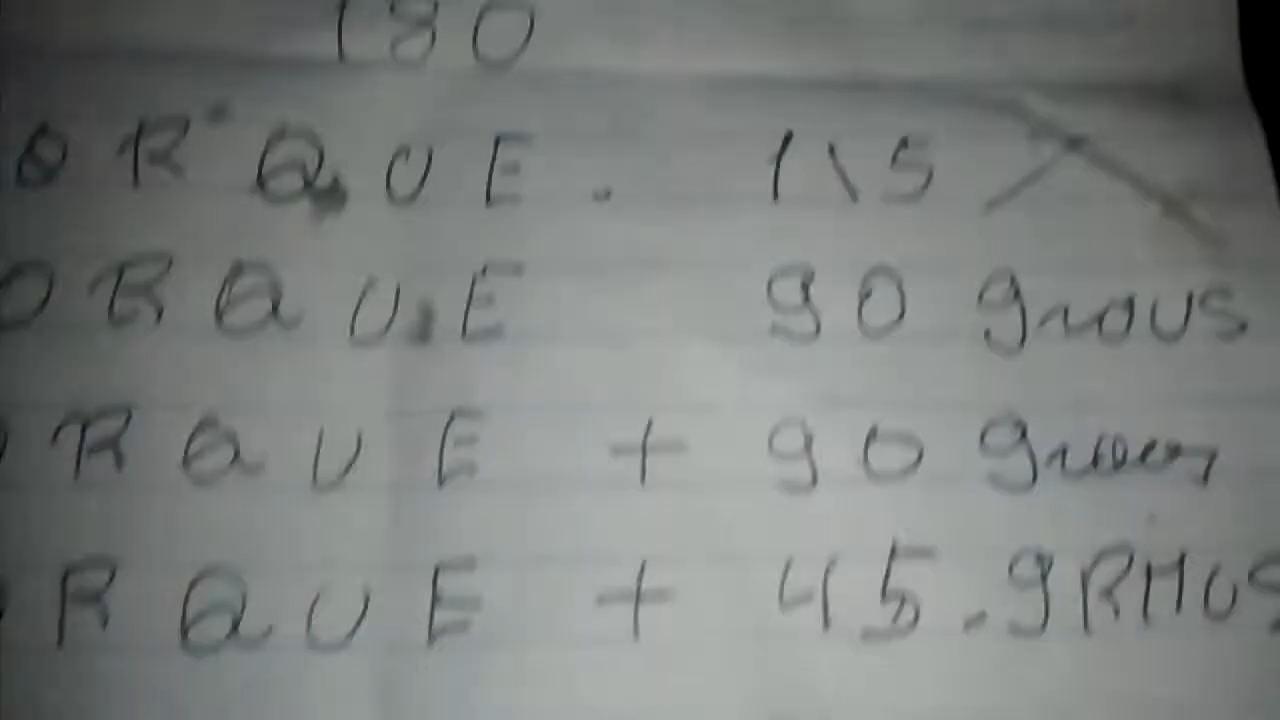 180
ORQUE. 115
ORQUE 90 graus
RQUE + 90 graus
RQUE + 45. GRAUS